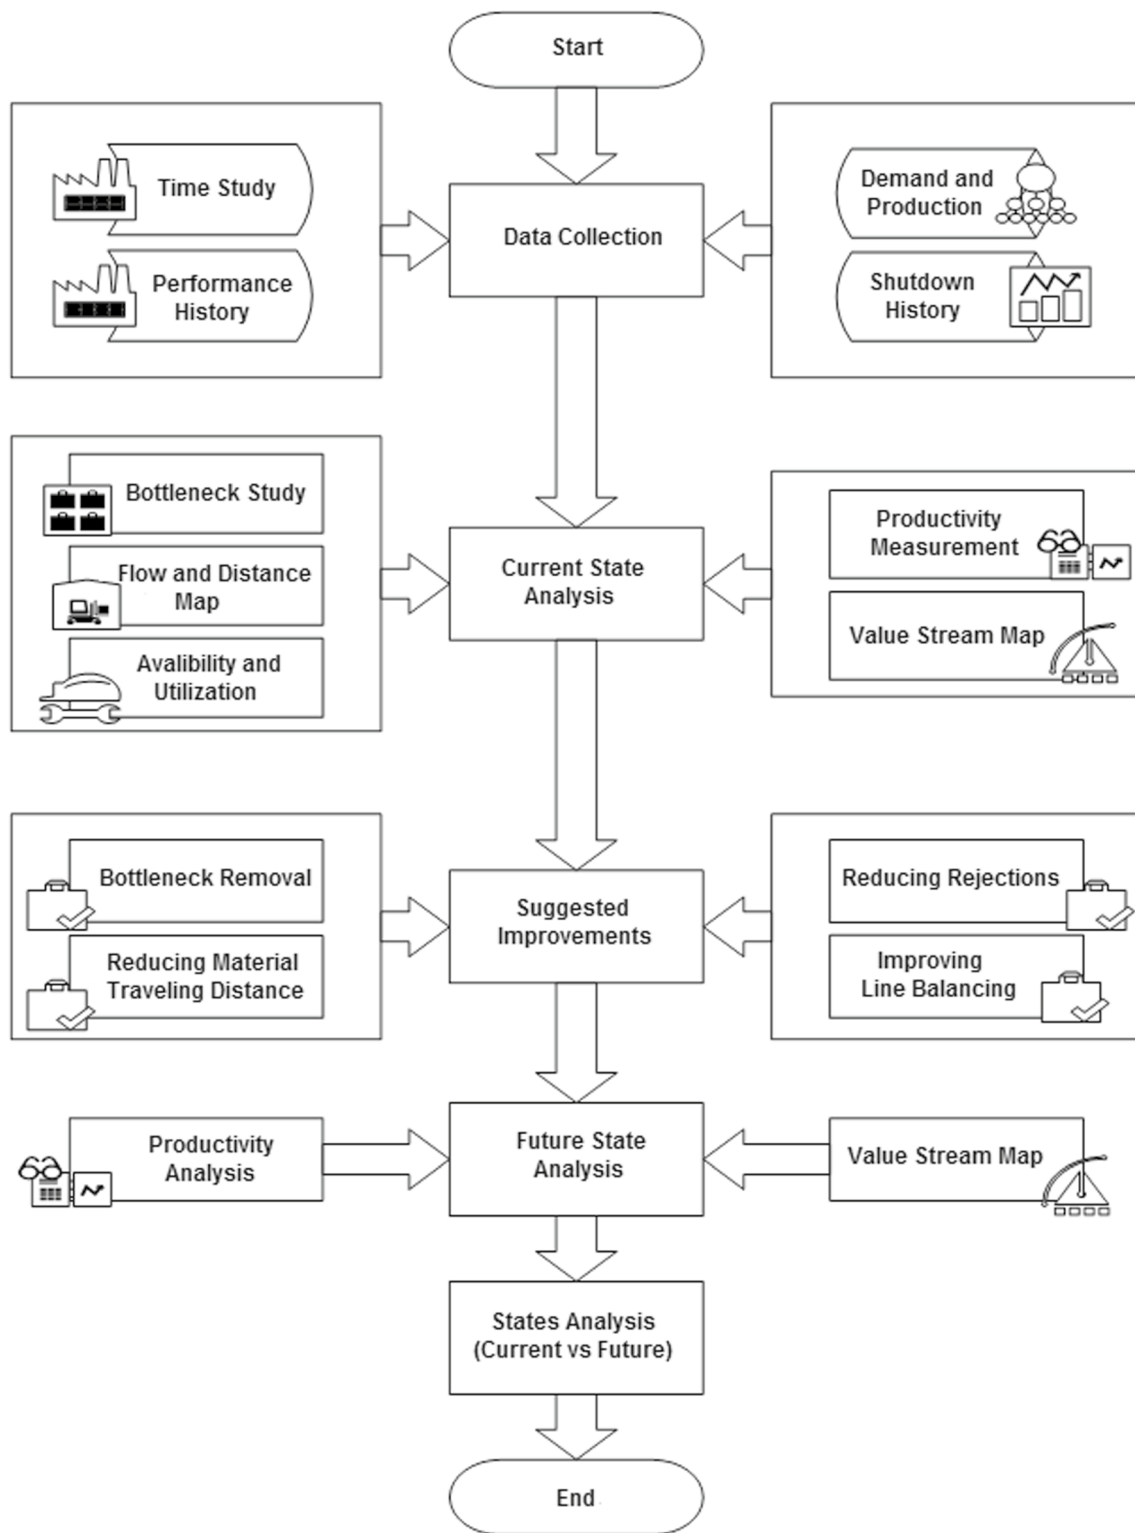 Start
Time Study
Performance
History
Data Collection
Demand and
Production
Shutdown
History
Bottleneck Study
Flow and Distance
Map
Avalibility and
Utilization
Current State
Analysis
Productivity
Measurement
Value Stream Map
Bottleneck Removal
Reducing Material
Traveling Distance
Suggested
Improvements
Reducing Rejections
Improving
Line Balancing
Productivity
Analysis
Future State
Analysis
Value Stream Map
States Analysis
(Current vs Future)
End